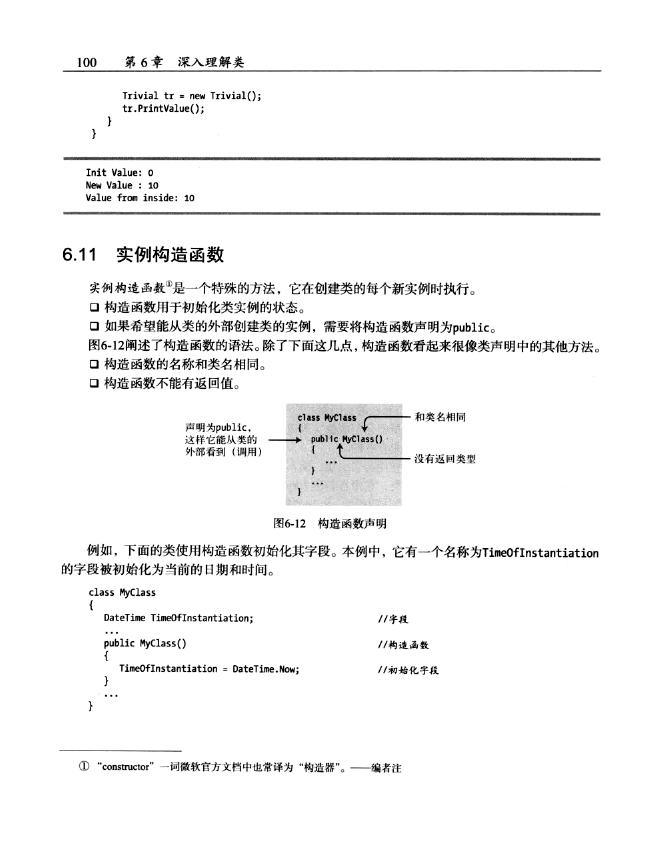 100 第6章 深入理解类
Trivial tr = new Trivial();
tr.PrintValue();
}
}
Init Value: 0
New Value : 10
Value from inside: 10
6.11 实例构造函数
实例构造函数①是一个特殊的方法，它在创建类的每个新实例时执行。
❑ 构造函数用于初始化类实例的状态。
❑ 如果希望能从类的外部创建类的实例，需要将构造函数声明为public。
图6-12阐述了构造函数的语法。除了下面这几点，构造函数看起来很像类声明中的其他方法。
❑ 构造函数的名称和类名相同。
❑ 构造函数不能有返回值。
声明为public，
这样它能从类的
外部看到（调用）
class MyClass
{
public MyClass()
{
...
}
...
}
和类名相同
没有返回类型
图6-12 构造函数声明
例如，下面的类使用构造函数初始化其字段。本例中，它有一个名称为TimeOfInstantiation
的字段被初始化为当前的日期和时间。
class MyClass
{
DateTime TimeOfInstantiation; //字段
...
public MyClass() //构造函数
{
TimeOfInstantiation = DateTime.Now; //初始化字段
}
...
}
① “constructor”一词微软官方文档中也常译为“构造器”。——编者注